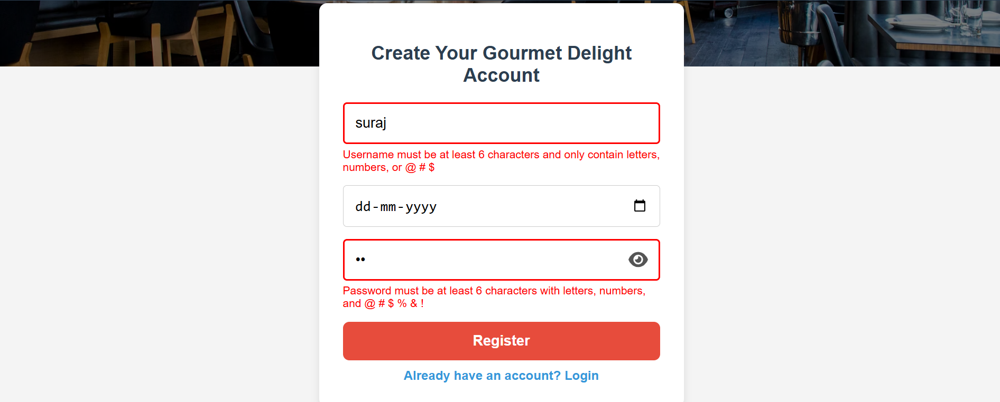 Create Your Gourmet Delight
Account
suraj
Username must be at least 6 characters and only contain letters,
numbers, or @ # $
dd-mm-yyyy
••
Password must be at least 6 characters with letters, numbers,
and @ # $ % & !
Register
Already have an account? Login